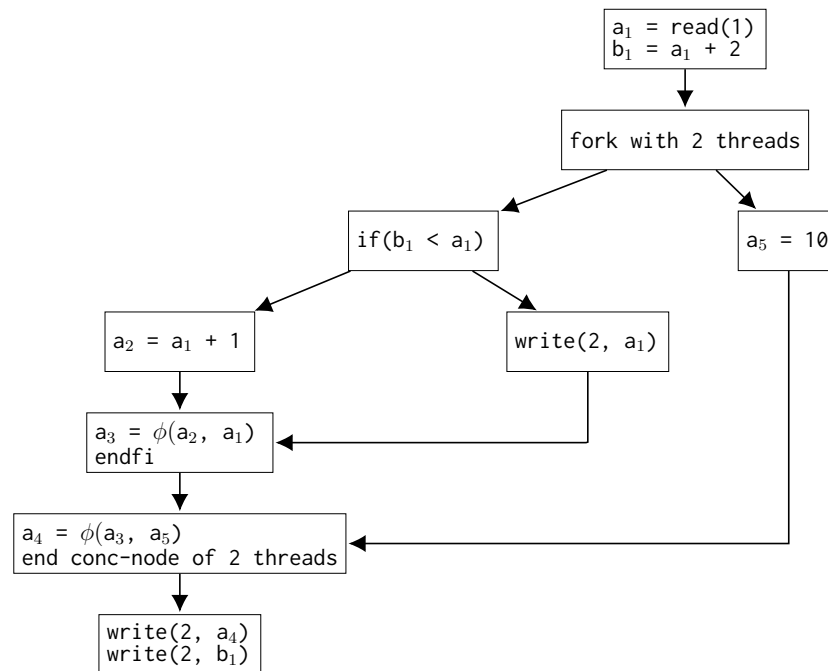 a₁ = read(1)
b₁ = a₁ + 2
fork with 2 threads
if(b₁ < a₁)
a₅ = 10
a₂ = a₁ + 1
write(2, a₁)
a₃ = ϕ(a₂, a₁)
endfi
a₄ = ϕ(a₃, a₅)
end conc-node of 2 threads
write(2, a₄)
write(2, b₁)